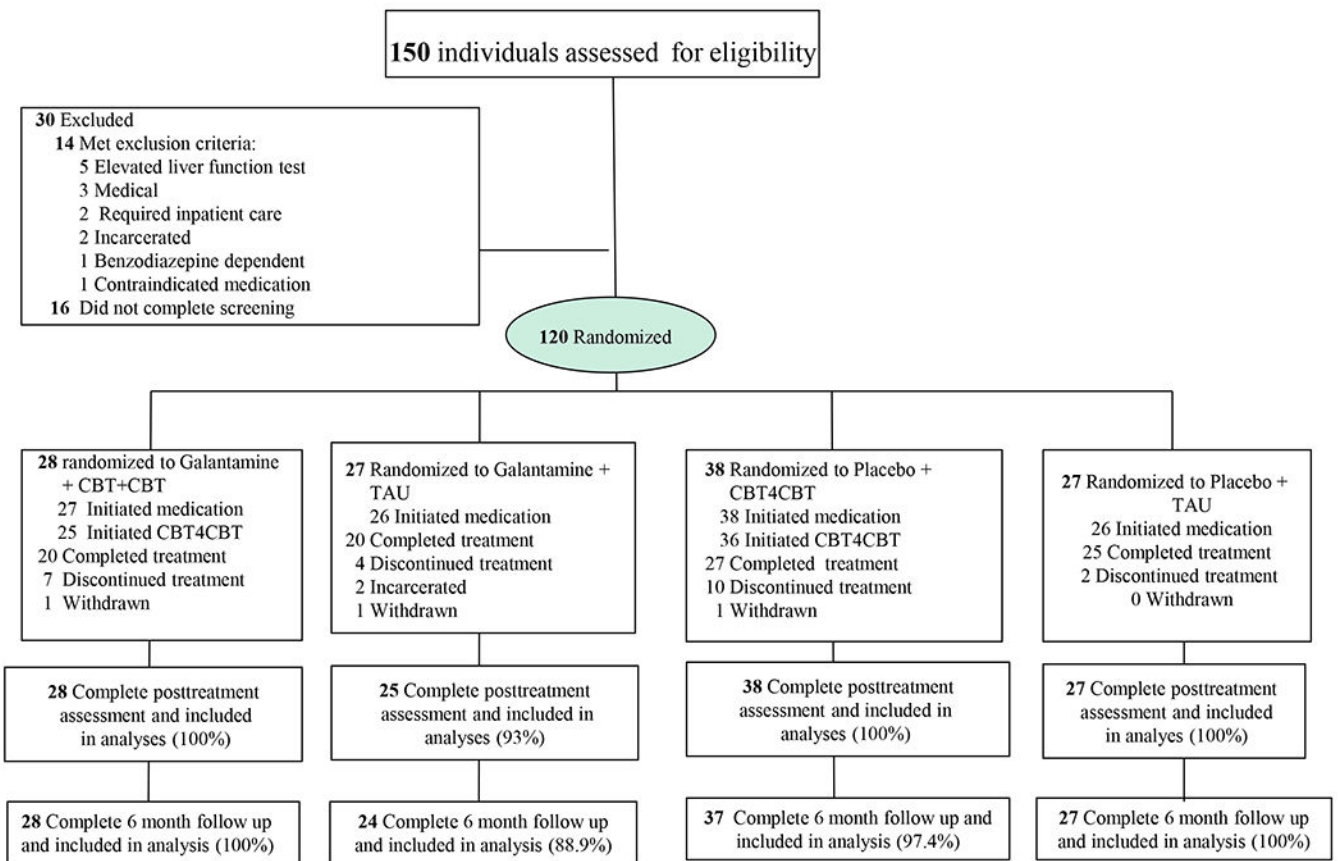 150 individuals assessed for eligibility
30 Excluded
14 Met exclusion criteria:
5 Elevated liver function test
3 Medical
2 Required inpatient care
2 Incarcerated
1 Benzodiazepine dependent
1 Contraindicated medication
16 Did not complete screening
120 Randomized
28 randomized to Galantamine
+ CBT+CBT
27 Initiated medication
25 Initiated CBT4CBT
20 Completed treatment
7 Discontinued treatment
1 Withdrawn
27 Randomized to Galantamine +
TAU
26 Initiated medication
20 Completed treatment
4 Discontinued treatment
2 Incarcerated
1 Withdrawn
38 Randomized to Placebo +
CBT4CBT
38 Initiated medication
36 Initiated CBT4CBT
27 Completed treatment
10 Discontinued treatment
1 Withdrawn
27 Randomized to Placebo +
TAU
26 Initiated medication
25 Completed treatment
2 Discontinued treatment
0 Withdrawn
28 Complete posttreatment
assessment and included
in analyses (100%)
25 Complete posttreatment
assessment and included in
analyses (93%)
38 Complete posttreatment
assessment and included in
analyses (100%)
27 Complete posttreatment
assessment and included
in analyes (100%)
28 Complete 6 month follow up
and included in analysis (100%)
24 Complete 6 month follow up
and included in analysis (88.9%)
37 Complete 6 month follow up and
included in analysis (97.4%)
27 Complete 6 month follow up
and included in analysis (100%)